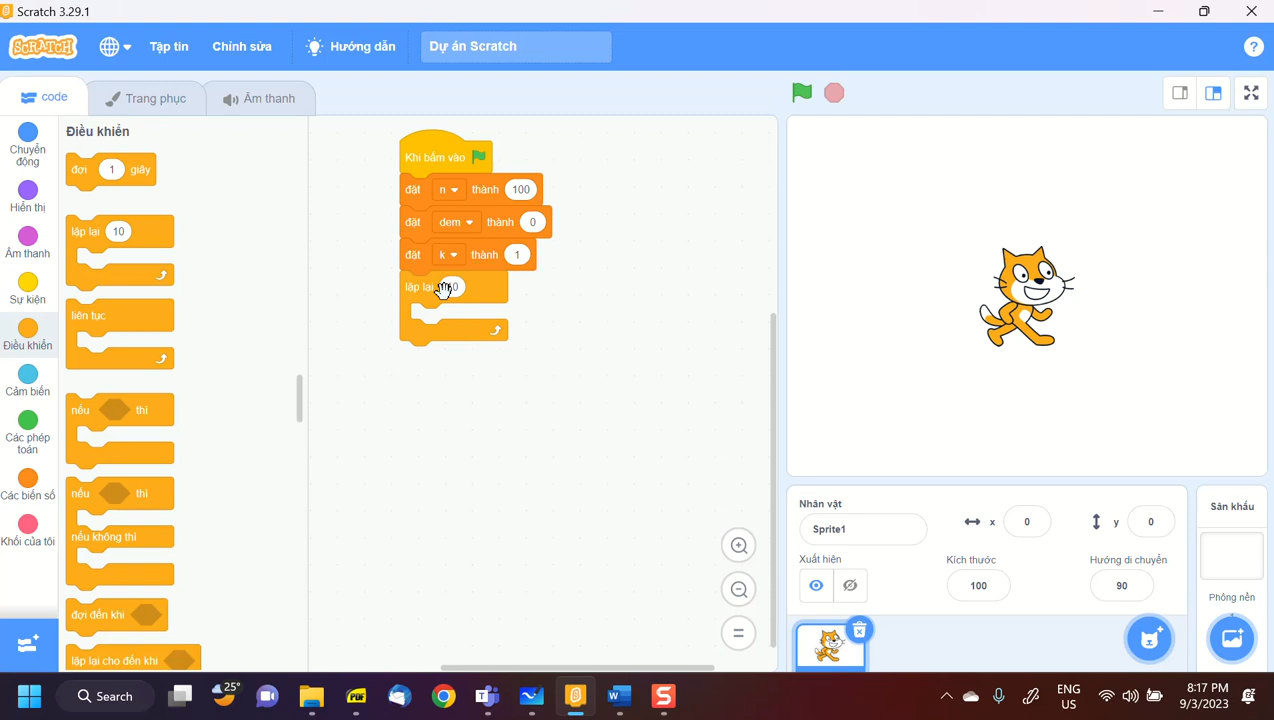 Scratch 3.29.1
SCRATCH
Tập tin
Chỉnh sửa
Hướng dẫn
Dự án Scratch
code
Trang phục
Âm thanh
Chuyển động
Hiển thị
Âm thanh
Sự kiện
Điều khiển
Cảm biến
Các phép toán
Các biến số
Khối của tôi
Điều khiển
đợi 1 giây
lặp lại 10
liên tục
nếu thì
nếu thì
nếu không thì
đợi đến khi
lặp lại cho đến khi
Khi bấm vào
đặt n thành 100
đặt dem thành 0
đặt k thành 1
lặp lại
Nhân vật
Sprite1
x 0
y 0
Xuất hiện
Kích thước
100
Hướng di chuyển
90
Sân khấu
Phông nền
25°
Search
PDF
W
S
ENG
US
8:17 PM
9/3/2023